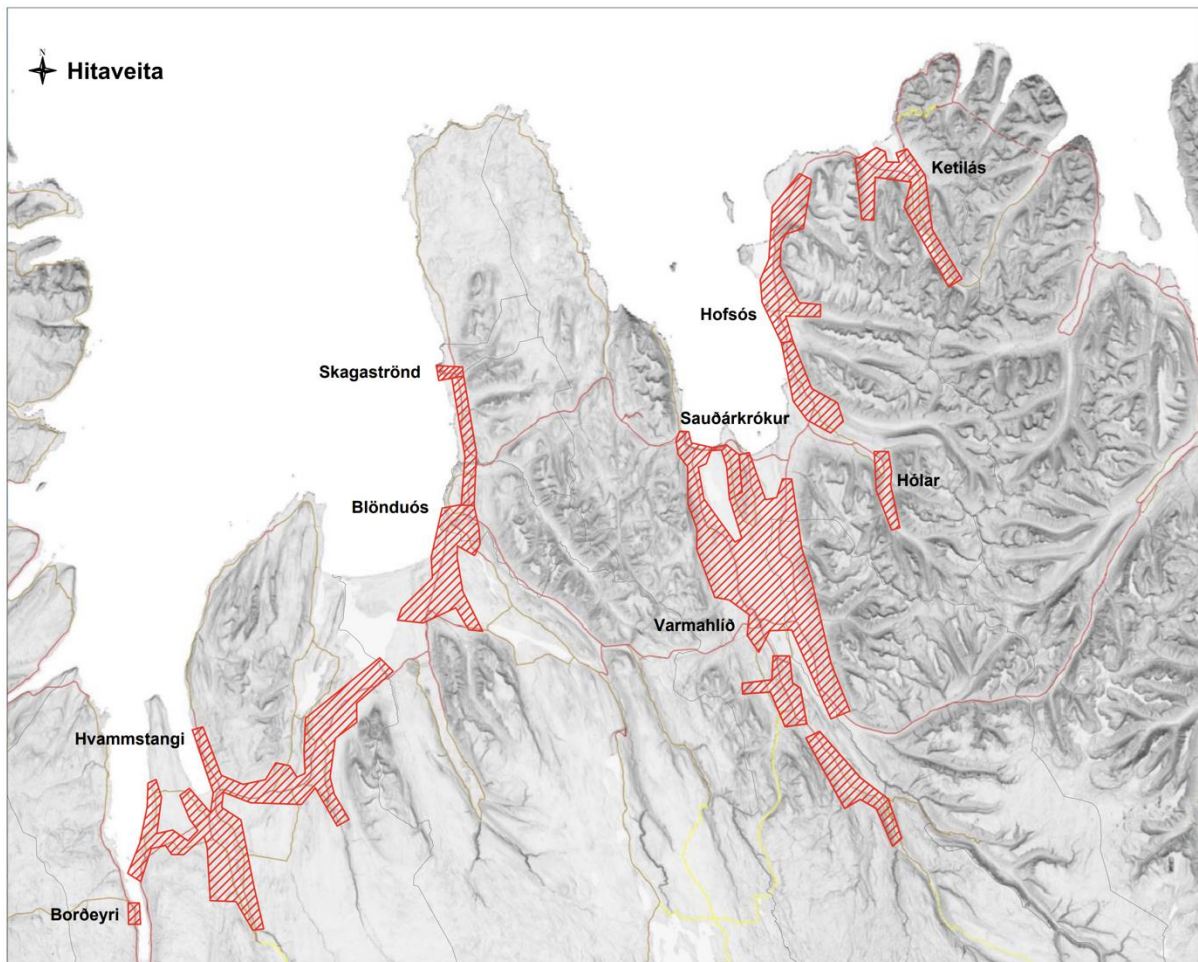 N
Hitaveita
Ketilás
Hofsós
Skagaströnd
Sauðárkrókur
Hólar
Blönduós
Varmahlíð
Hvammstangi
Borðeyri